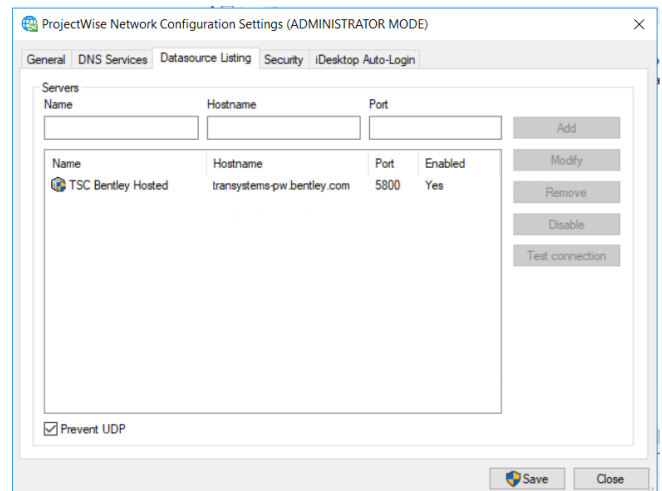 ProjectWise Network Configuration Settings (ADMINISTRATOR MODE)
General DNS Services Datasource Listing Security iDesktop Auto-Login
Servers
Name Hostname Port
Add
Name Hostname Port Enabled
Modify
TSC Bentley Hosted transystems-pw.bentley.com 5800 Yes
Remove
Disable
Test connection
Prevent UDP
Save Close